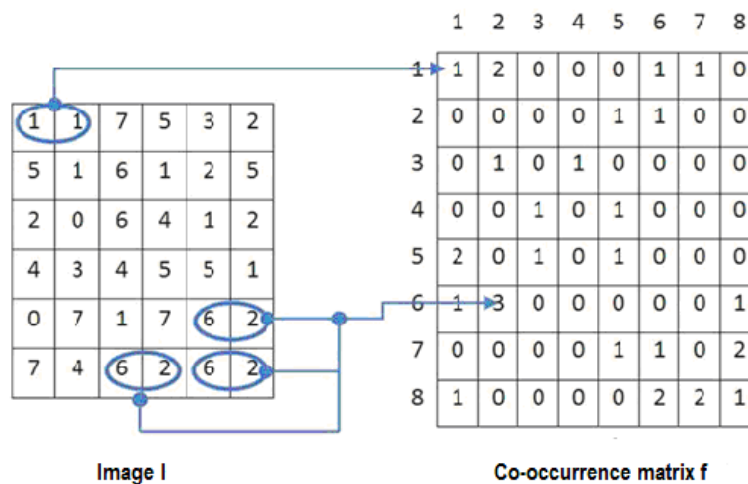 1 2 3 4 5 6 7 8
1 1 2 0 0 0 1 1 0
2 0 0 0 0 1 1 0 0
3 0 1 0 1 0 0 0 0
4 0 0 1 0 1 0 0 0
5 2 0 1 0 1 0 0 0
6 1 3 0 0 0 0 0 1
7 0 0 0 0 1 1 0 2
8 1 0 0 0 0 2 2 1
1 1 7 5 3 2
5 1 6 1 2 5
2 0 6 4 1 2
4 3 4 5 5 1
0 7 1 7 6 2
7 4 6 2 6 2
Image I
Co-occurrence matrix f